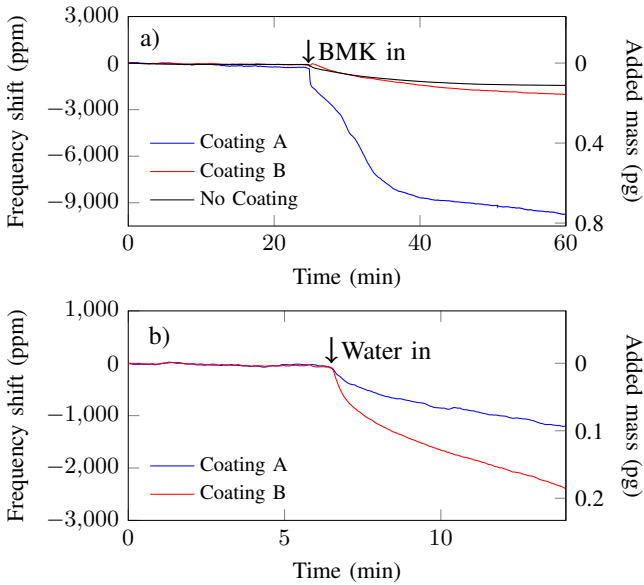 3,000
0
−3,000
−6,000
−9,000
Frequency shift (ppm)
a)
BMK in
Coating A
Coating B
No Coating
0
0.4
0.8
Added mass (pg)
0 20 40 60
Time (min)
1,000
0
−1,000
−2,000
−3,000
Frequency shift (ppm)
b)
Water in
Coating A
Coating B
0
0.1
0.2
Added mass (pg)
0 5 10
Time (min)